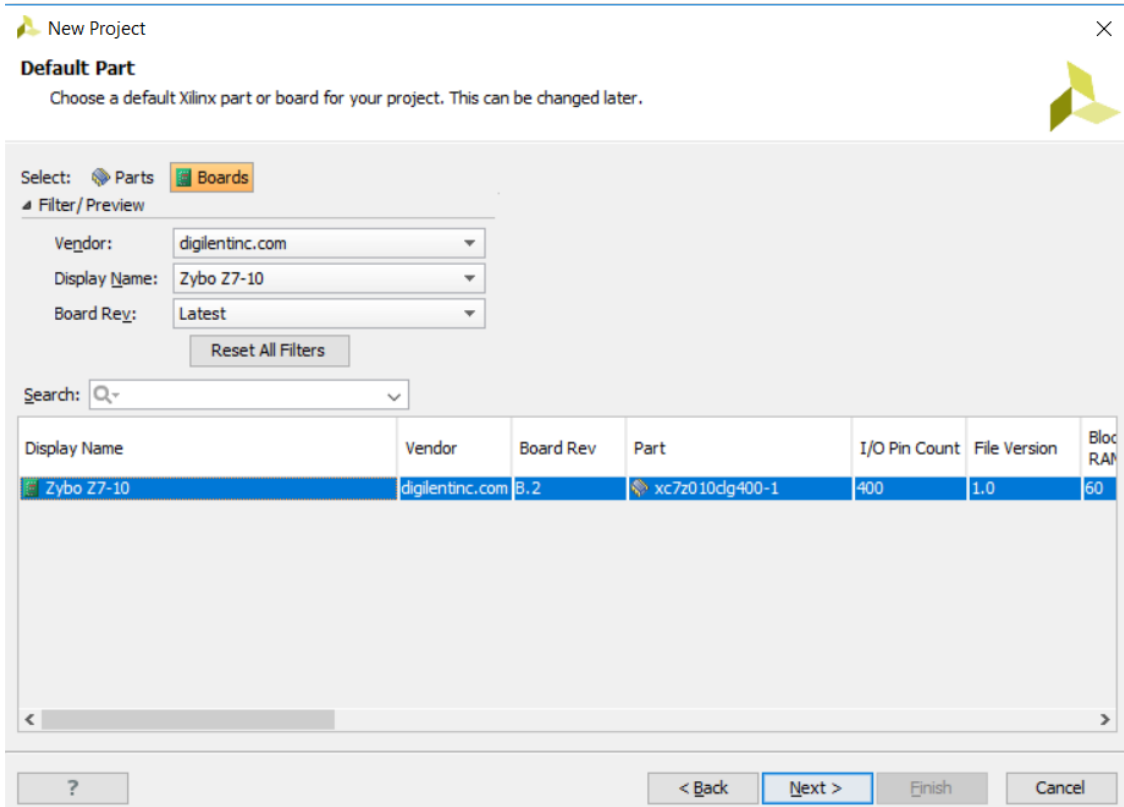 New Project
Default Part
Choose a default Xilinx part or board for your project. This can be changed later.
Select: Parts Boards
Filter/Preview
Vendor: digilentinc.com
Display Name: Zybo Z7-10
Board Rev: Latest
Reset All Filters
Search:
Display Name Vendor Board Rev Part I/O Pin Count File Version Bloc
RAM
Zybo Z7-10 digilentinc.com B.2 xc7z010clg400-1 400 1.0 60
? < Back Next > Finish Cancel